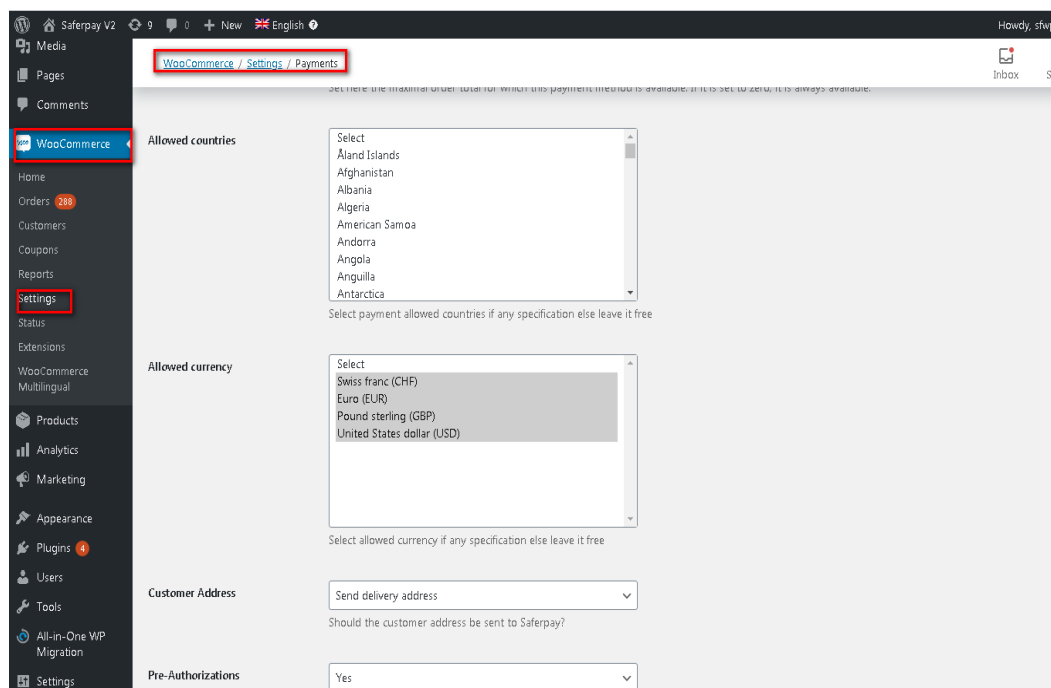 Saferpay V2 9 0 + New English
Howdy, sfwp
Media
Pages
Comments
WooCommerce
Home
Orders 288
Customers
Coupons
Reports
Settings
Status
Extensions
WooCommerce
Multilingual
Products
Analytics
Marketing
Appearance
Plugins 4
Users
Tools
All-in-One WP
Migration
Settings
WooCommerce / Settings / Payments
Inbox
S
Set here the maximal order total for which this payment method is available. If it is set to zero, it is always available.
Allowed countries
Select
Åland Islands
Afghanistan
Albania
Algeria
American Samoa
Andorra
Angola
Anguilla
Antarctica
Select payment allowed countries if any specification else leave it free
Allowed currency
Select
Swiss franc (CHF)
Euro (EUR)
Pound sterling (GBP)
United States dollar (USD)
Select allowed currency if any specification else leave it free
Customer Address
Send delivery address
Should the customer address be sent to Saferpay?
Pre-Authorizations
Yes